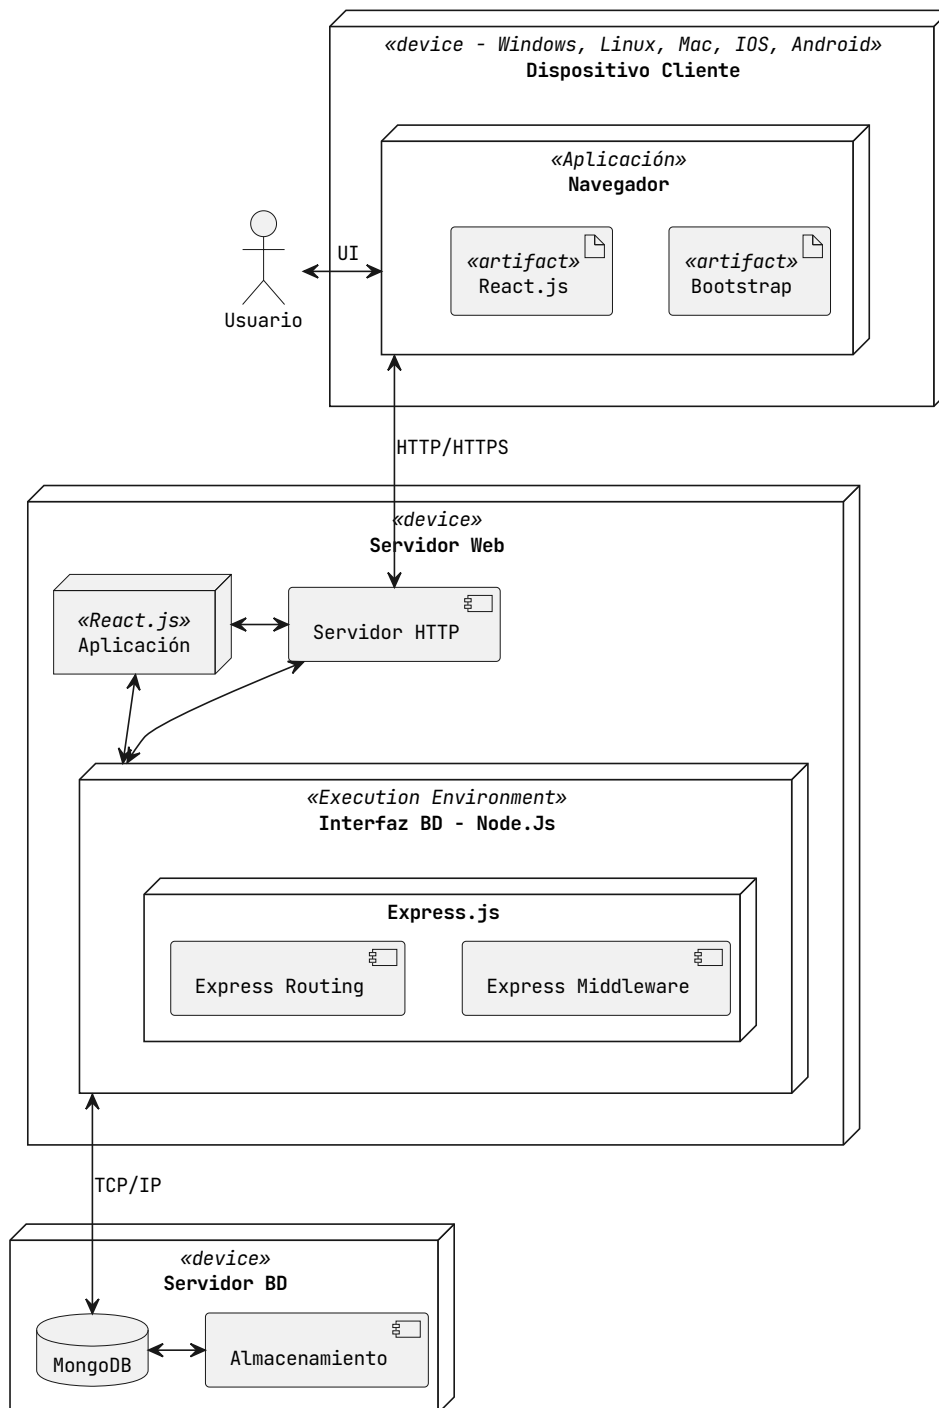 «device - Windows, Linux, Mac, IOS, Android»
Dispositivo Cliente
«Aplicación»
Navegador
«artifact»
React.js
«artifact»
Bootstrap
UI
Usuario
HTTP/HTTPS
«device»
Servidor Web
«React.js»
Aplicación
Servidor HTTP
«Execution Environment»
Interfaz BD - Node.Js
Express.js
Express Routing
Express Middleware
TCP/IP
«device»
Servidor BD
MongoDB
Almacenamiento